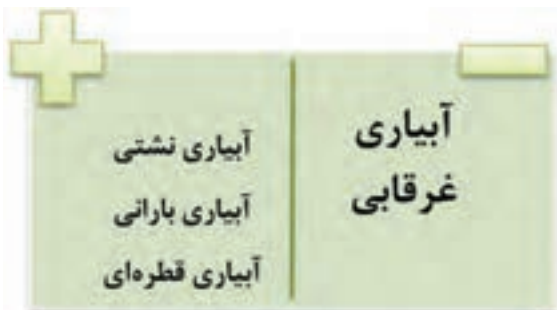 آبیاری
غرقابی
آبیاری نشتی
آبیاری بارانی
آبیاری قطره‌ای